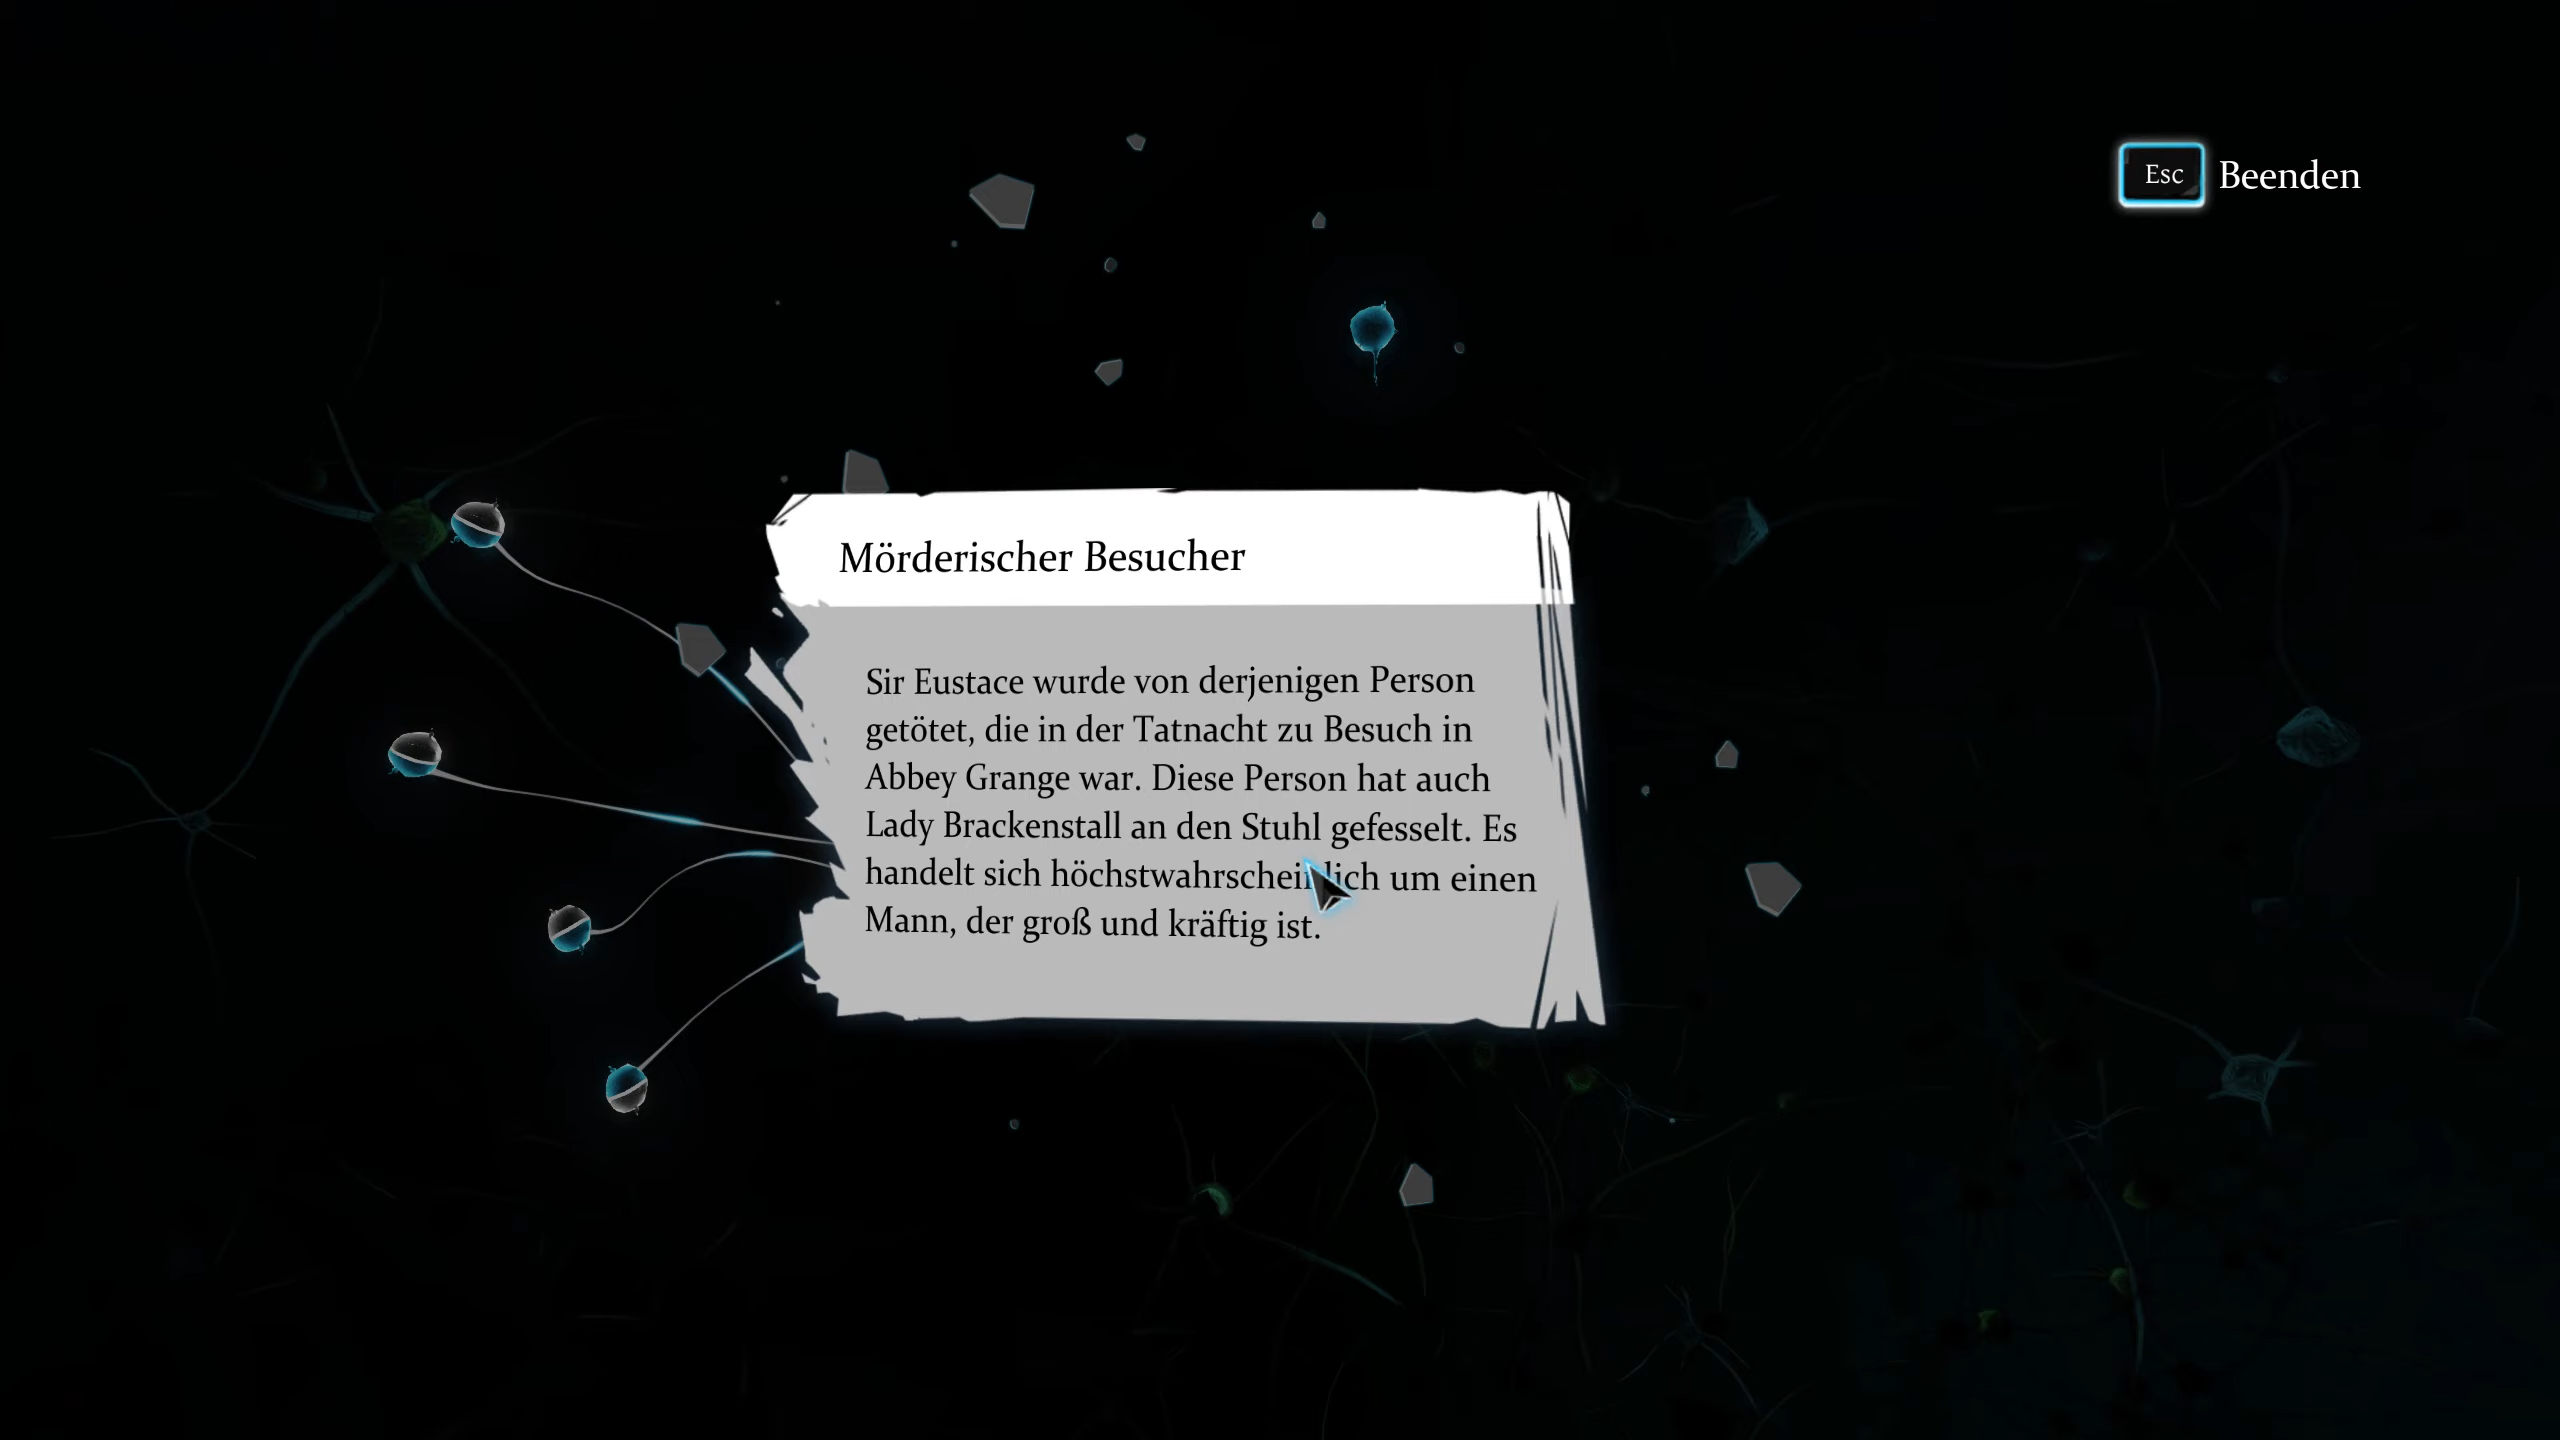 Esc Beenden
Mörderischer Besucher
Sir Eustace wurde von derjenigen Person
getötet, die in der Tatnacht zu Besuch in
Abbey Grange war. Diese Person hat auch
Lady Brackenstall an den Stuhl gefesselt. Es
handelt sich höchstwahrscheinlich um einen
Mann, der groß und kräftig ist.